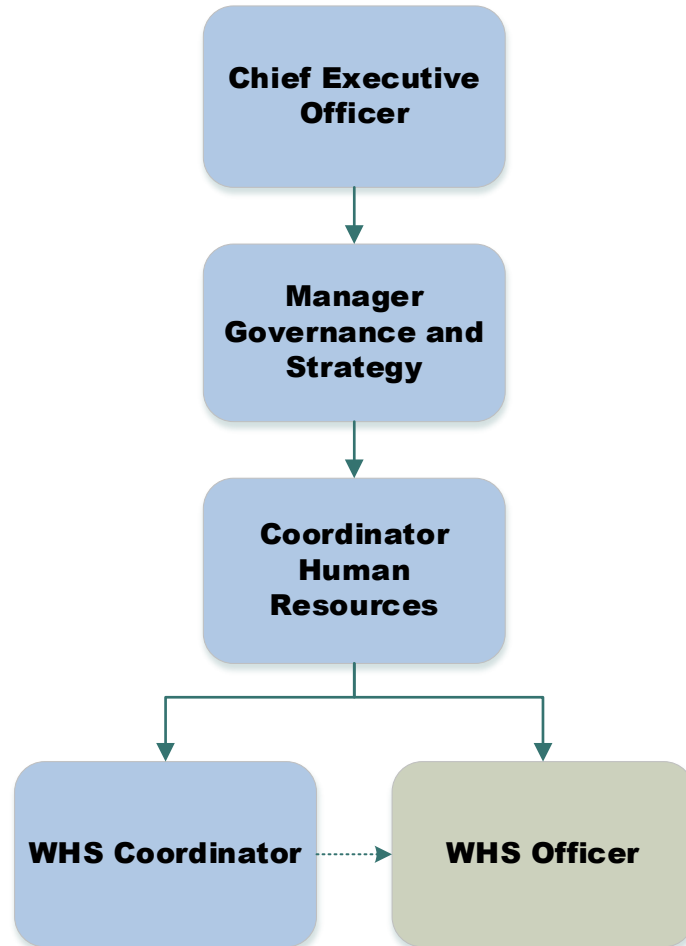 Chief Executive
Officer
Manager
Governance and
Strategy
Coordinator
Human
Resources
WHS Coordinator
WHS Officer